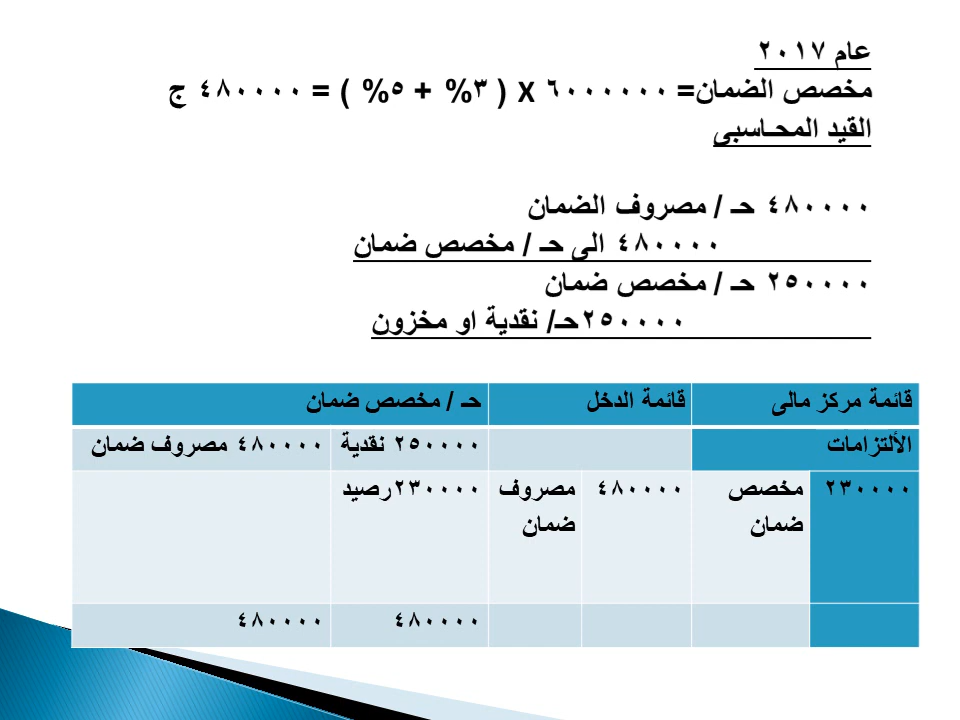 عام ٢٠١٧
مخصص الضمان= ٦٠٠٠٠٠٠ x ( ٣% + ٥% ) = ٤٨٠٠٠٠ ج
القيد المحـاسبى
٤٨٠٠٠٠ حـ / مصروف الضمان
٤٨٠٠٠٠ الى حـ / مخصص ضمان
٢٥٠٠٠٠ حـ / مخصص ضمان
٢٥٠٠٠٠حـ/ نقدية او مخزون
قائمة مركز مالى قائمة الدخل حـ / مخصص ضمان
الألتزامات ٢٥٠٠٠٠ نقدية ٤٨٠٠٠٠ مصروف ضمان
٢٣٠٠٠٠ مخصص ٤٨٠٠٠٠ مصروف ٢٣٠٠٠٠رصيد
ضمان ضمان
٤٨٠٠٠٠ ٤٨٠٠٠٠